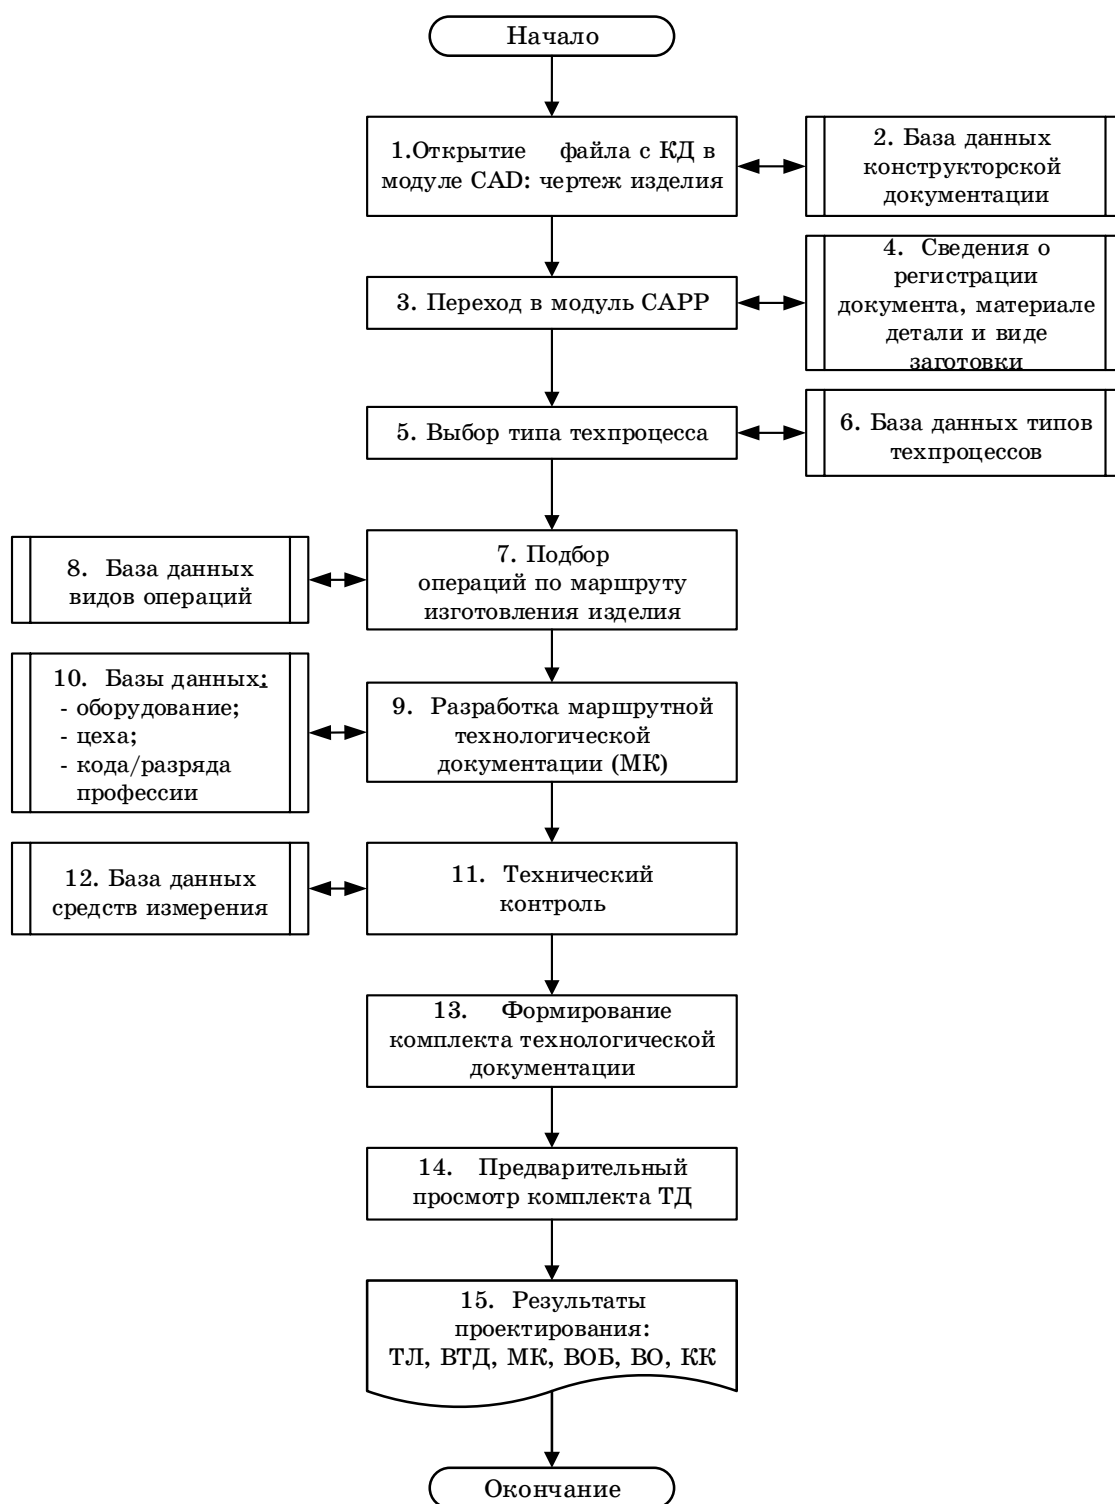 Начало
1.Открытие файла с КД в
модуле CAD: чертеж изделия
2. База данных
конструкторской
документации
3. Переход в модуль CAPP
4. Сведения о
регистрации
документа, материале
детали и виде
заготовки
5. Выбор типа техпроцесса
6. База данных типов
техпроцессов
7. Подбор
операций по маршруту
изготовления изделия
8. База данных
видов операций
9. Разработка маршрутной
технологической
документации (МК)
10. Базы данных:
- оборудование;
- цеха;
- кода/разряда
профессии
11. Технический
контроль
12. База данных
средств измерения
13. Формирование
комплекта технологической
документации
14. Предварительный
просмотр комплекта ТД
15. Результаты
проектирования:
ТЛ, ВТД, МК, ВОБ, ВО, КК
Окончание